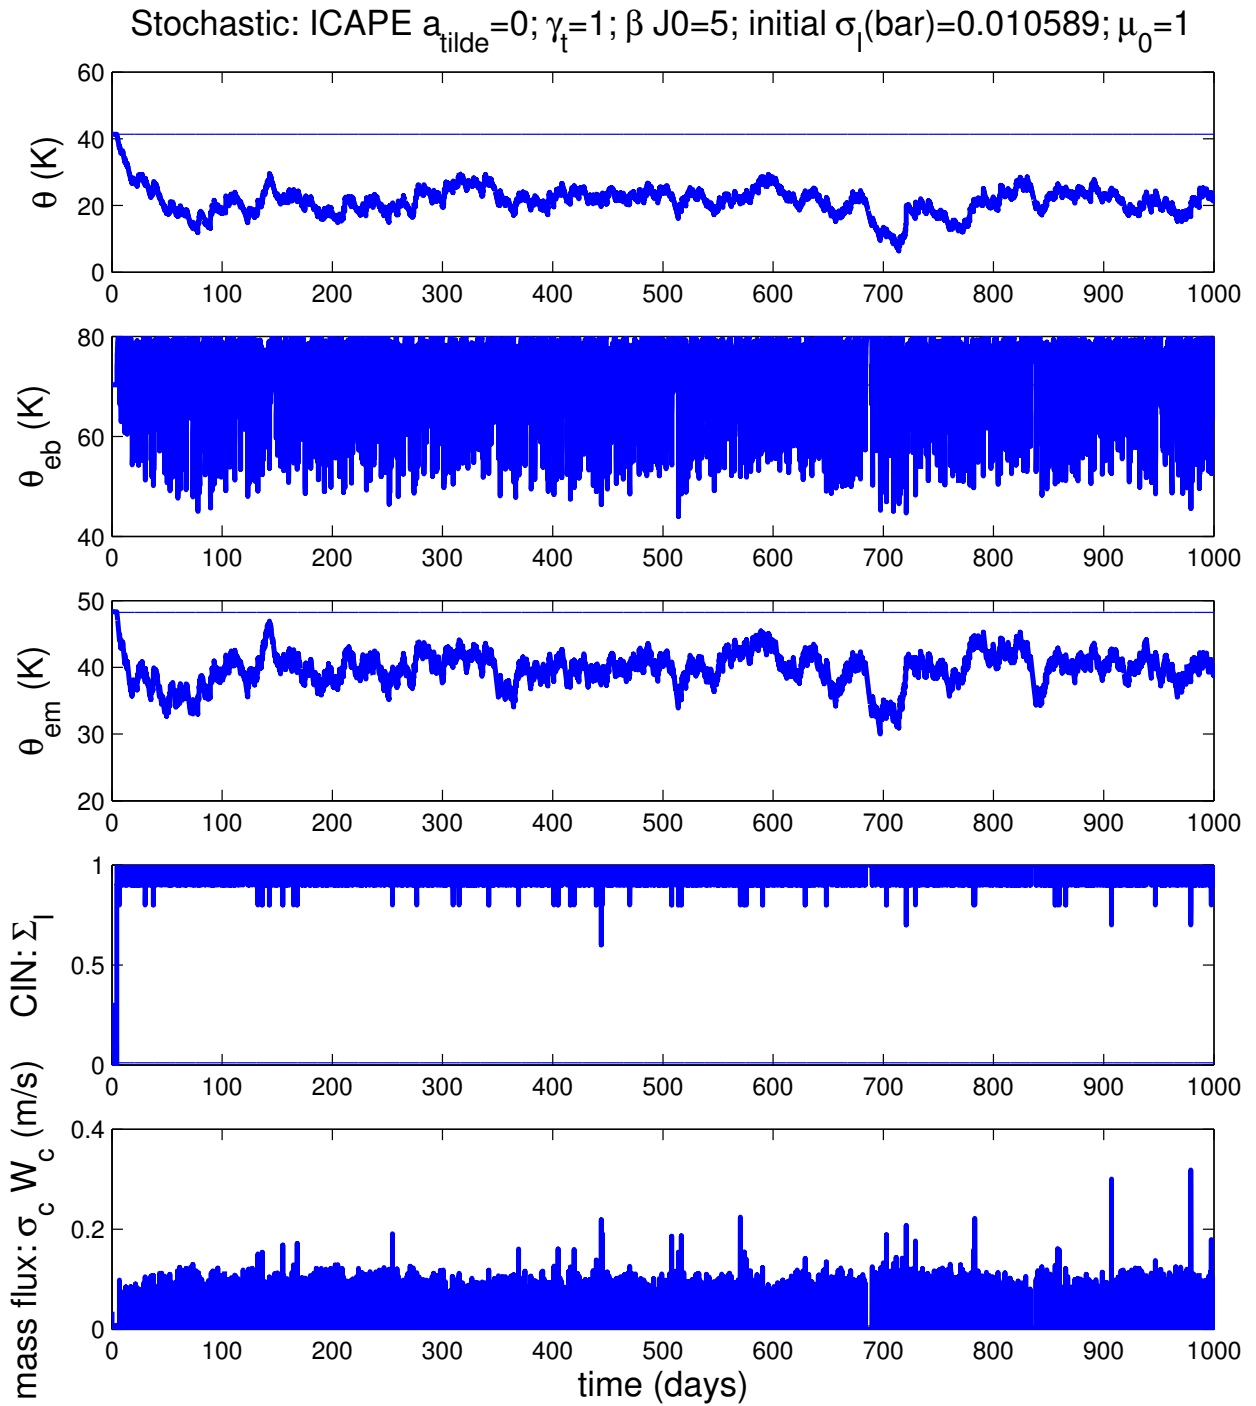 Stochastic: ICAPE a_tilde=0; γ_t=1; β J0=5; initial σ_I(bar)=0.010589; μ_0=1
60
40
20
0
θ (K)
0 100 200 300 400 500 600 700 800 900 1000
80
60
40
θ_eb (K)
0 100 200 300 400 500 600 700 800 900 1000
50
40
30
20
θ_em (K)
0 100 200 300 400 500 600 700 800 900 1000
1
0.5
0
CIN: Σ_I
0 100 200 300 400 500 600 700 800 900 1000
0.4
0.2
0
mass flux: σ_c W_c (m/s)
0 100 200 300 400 500 600 700 800 900 1000
time (days)